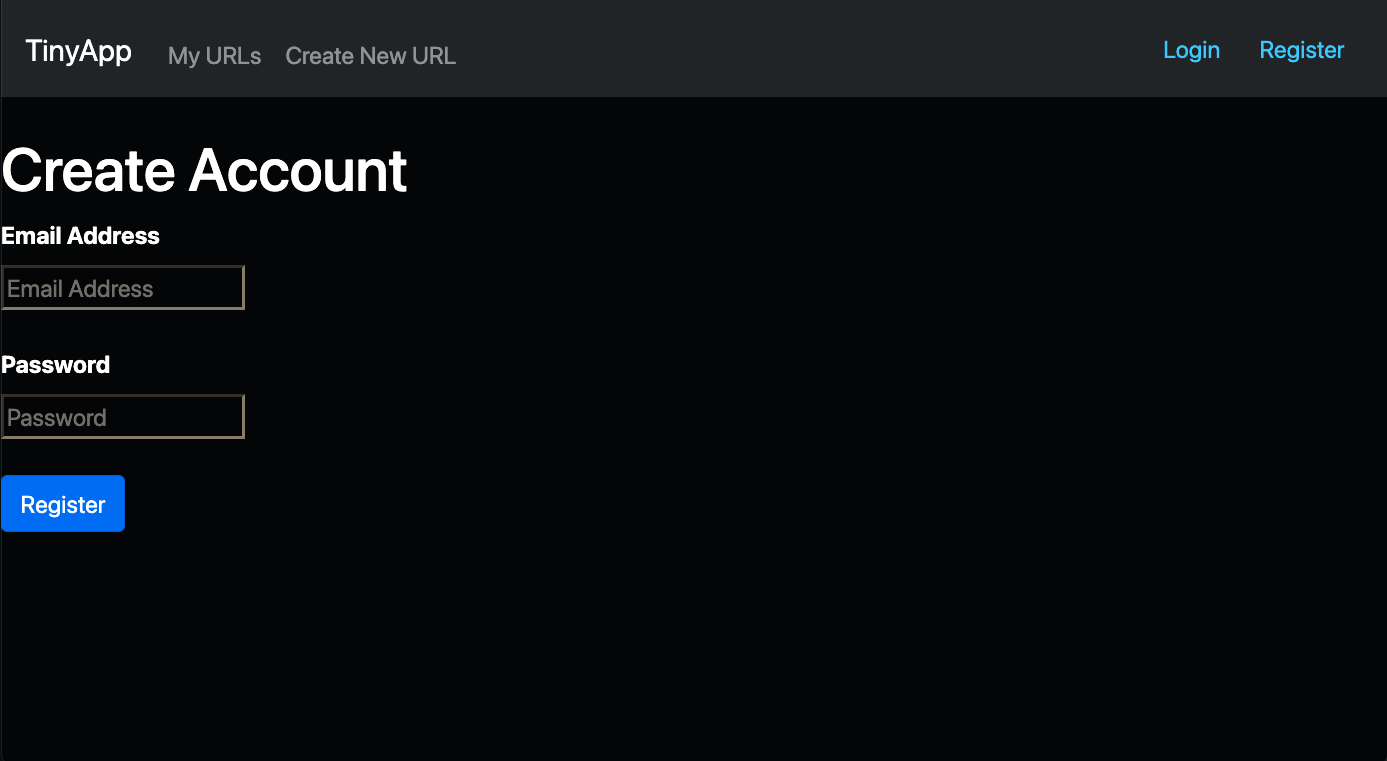 TinyApp My URLs Create New URL Login Register
Create Account
Email Address
Email Address
Password
Password
Register